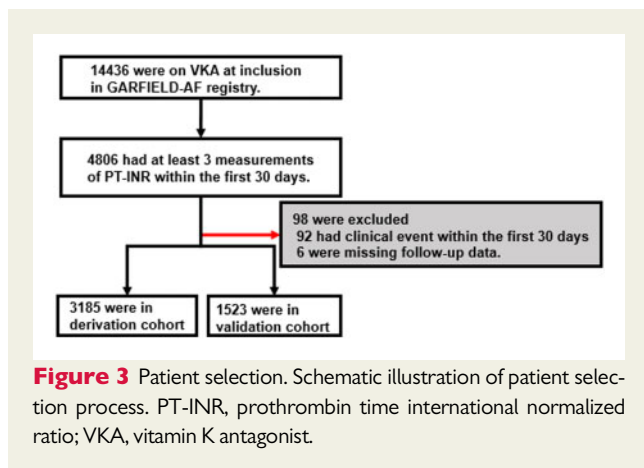 14436 were on VKA at inclusion
in GARFIELD-AF registry.
4806 had at least 3 measurements
of PT-INR within the first 30 days.
98 were excluded
92 had clinical event within the first 30 days
6 were missing follow-up data.
3185 were in
derivation cohort
1523 were in
validation cohort
Figure 3 Patient selection. Schematic illustration of patient selec-
tion process. PT-INR, prothrombin time international normalized
ratio; VKA, vitamin K antagonist.